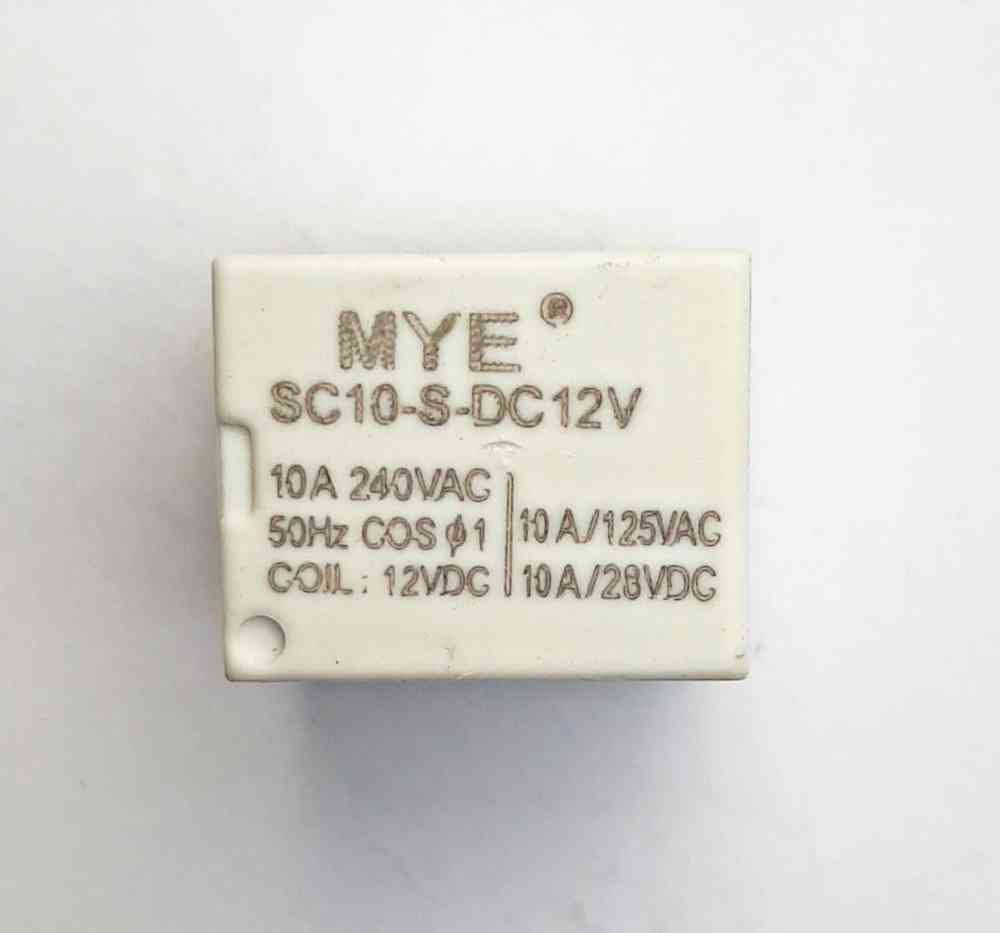 MYE ®
SC10-S-DC12V
10A 240VAC
50Hz COS ϕ1
COIL: 12VDC
10A/125VAC
10A/28VDC